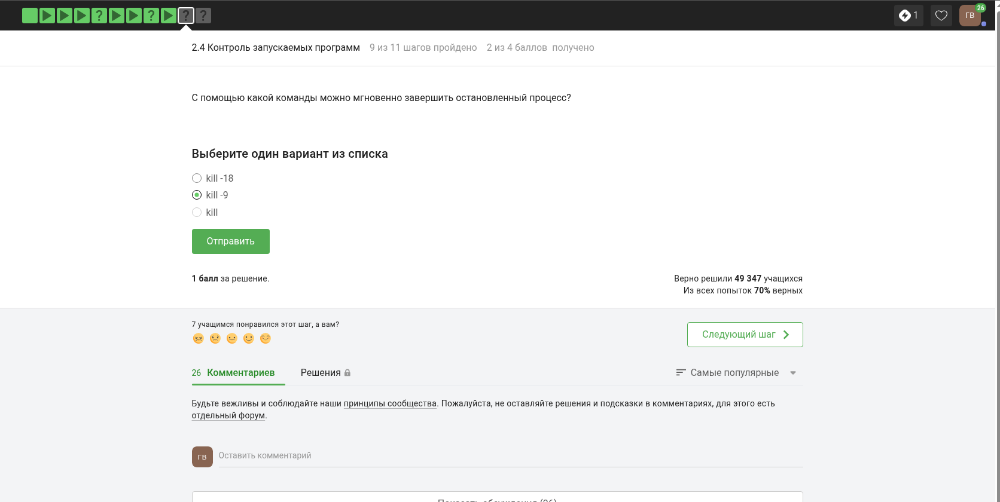 ? ? ? ?
1
ГВ
26
2.4 Контроль запускаемых программ 9 из 11 шагов пройдено 2 из 4 баллов получено
С помощью какой команды можно мгновенно завершить остановленный процесс?
Выберите один вариант из списка
kill -18
kill -9
kill
Отправить
1 балл за решение.
Верно решили 49 347 учащихся
Из всех попыток 70% верных
7 учащимся понравился этот шаг, а вам?
Следующий шаг
26 Комментариев Решения Самые популярные
Будьте вежливы и соблюдайте наши принципы сообщества. Пожалуйста, не оставляйте решения и подсказки в комментариях, для этого есть
отдельный форум.
ГВ Оставить комментарий
Показать обсуждения (26)